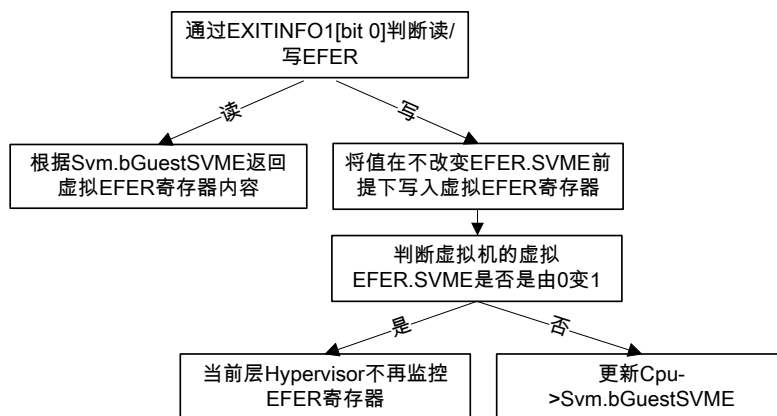 通过EXITINFO1[bit 0]判断读/
写EFER
读
写
根据Svm.bGuestSVME返回
虚拟EFER寄存器内容
将值在不改变EFER.SVME前
提下写入虚拟EFER寄存器
判断虚拟机的虚拟
EFER.SVME是否是由0变1
是
否
当前层Hypervisor不再监控
EFER寄存器
更新Cpu-
>Svm.bGuestSVME